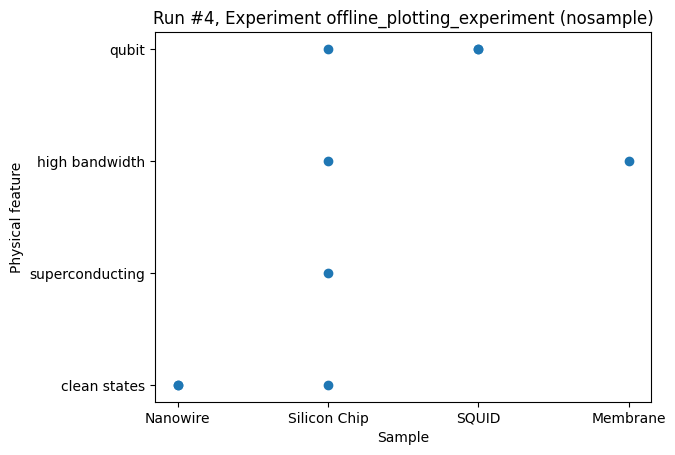 Run #4, Experiment offline_plotting_experiment (nosample)
qubit
high bandwidth
superconducting
clean states
Physical feature
Nanowire Silicon Chip SQUID Membrane
Sample